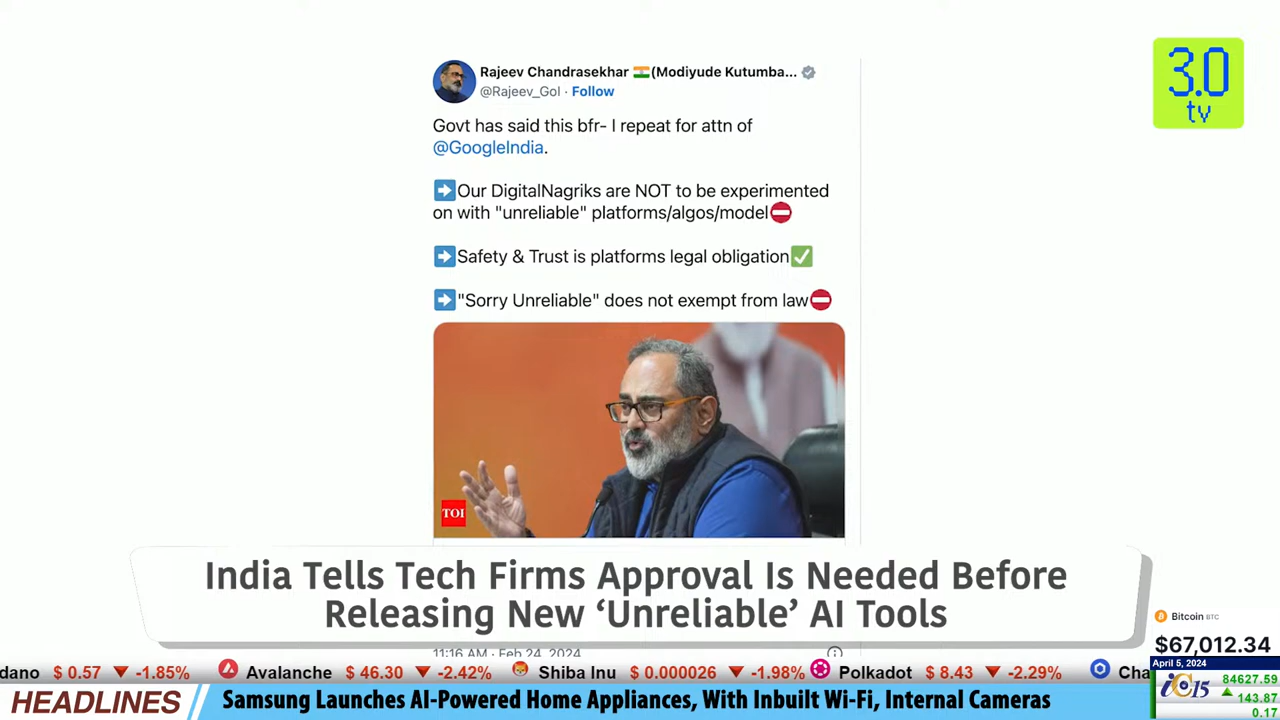 Rajeev Chandrasekhar 🇮🇳(Modiyude Kutumba...
@Rajeev_GoI · Follow
Govt has said this bfr- I repeat for attn of
@GoogleIndia.
➡️Our DigitalNagriks are NOT to be experimented
on with "unreliable" platforms/algos/model⛔
➡️Safety & Trust is platforms legal obligation✅
➡️"Sorry Unreliable" does not exempt from law⛔
TOI
3.0
tv
India Tells Tech Firms Approval Is Needed Before
Releasing New ‘Unreliable’ AI Tools
11:16 AM · Feb 24, 2024
Bitcoin BTC
$67,012.34
dano $ 0.57 ▼ -1.85% Avalanche $ 46.30 ▼ -2.42% Shiba Inu $ 0.000026 ▼ -1.98% Polkadot $ 8.43 ▼ -2.29% Cha
April 5, 2024
HEADLINES Samsung Launches AI-Powered Home Appliances, With Inbuilt Wi-Fi, Internal Cameras
ic15
84627.59
▲ 143.87
0.17